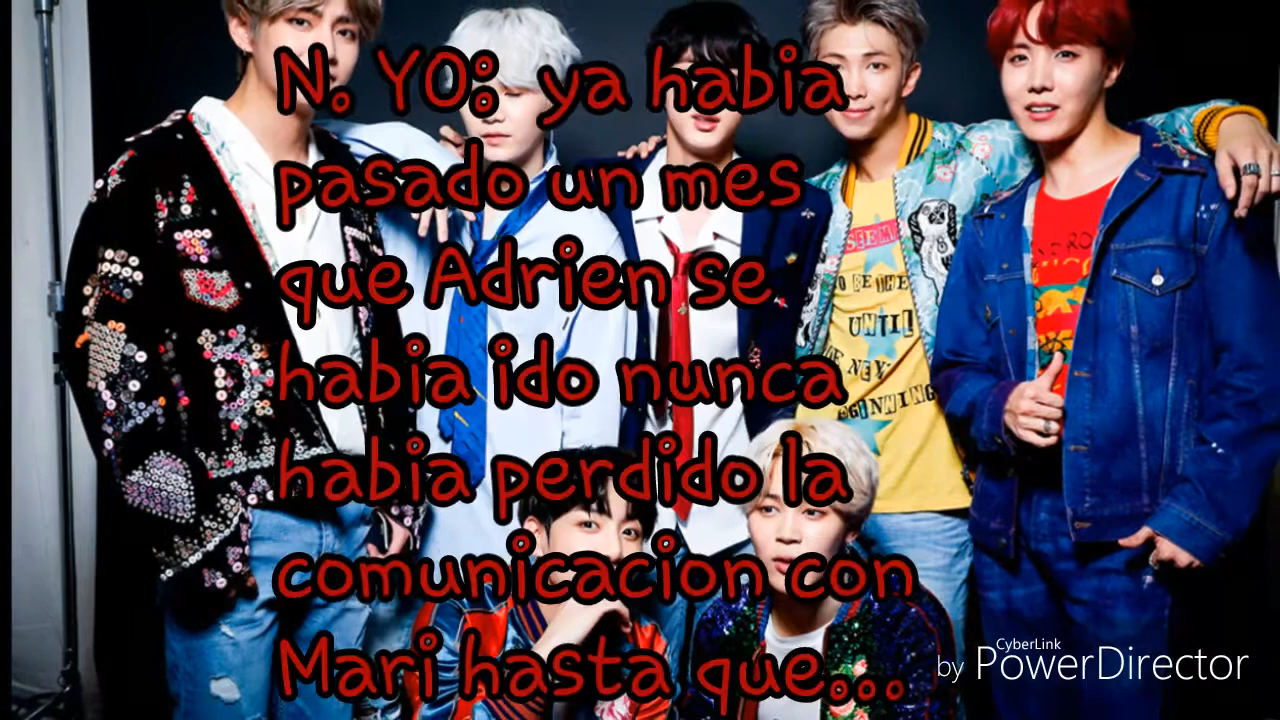 N. YO: ya habia
pasado un mes
que Adrien se
habia ido nunca
habia perdido la
comunicacion con
Mari hasta que...
UNTIL
CyberLink
by PowerDirector